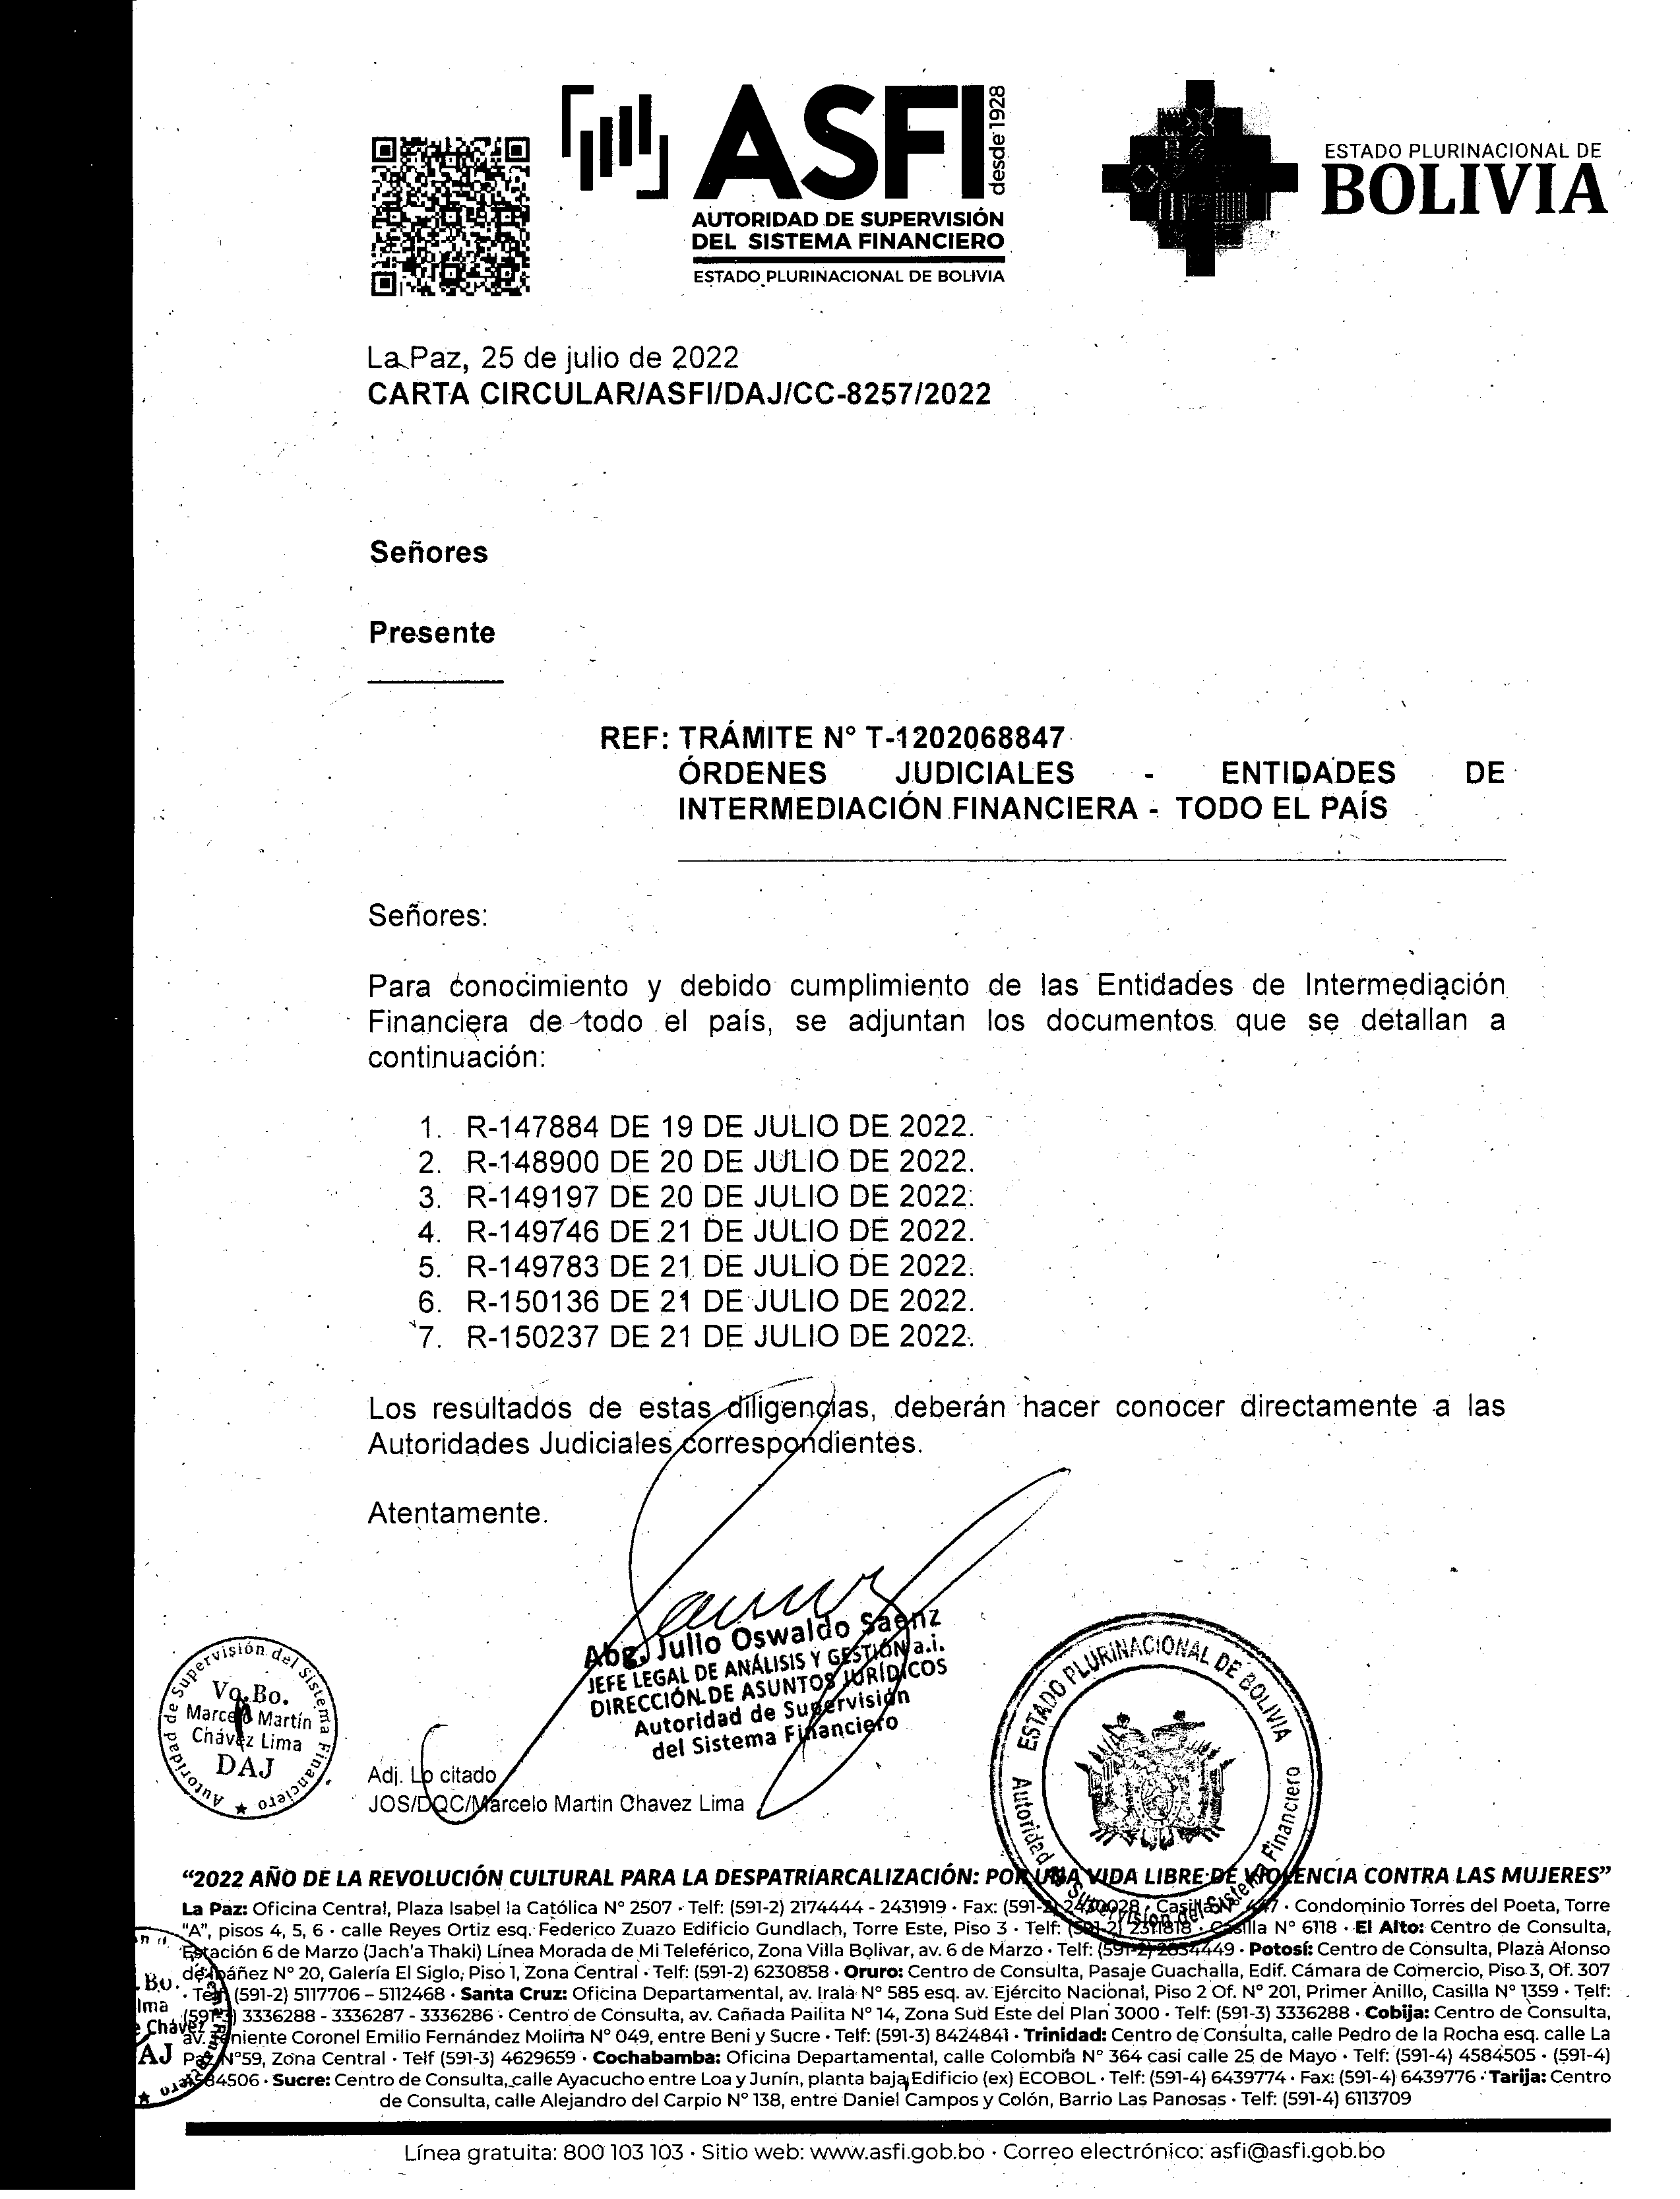 ASFI
desde 1928
AUTORIDAD DE SUPERVISIÓN
DEL SISTEMA FINANCIERO
ESTADO PLURINACIONAL DE BOLIVIA
ESTADO PLURINACIONAL DE
BOLIVIA
La Paz, 25 de julio de 2022
CARTA CIRCULAR/ASFI/DAJ/CC-8257/2022
Señores
Presente
REF: TRÁMITE N° T-1202068847
ÓRDENES JUDICIALES - ENTIDADES DE
INTERMEDIACIÓN FINANCIERA - TODO EL PAÍS
Señores:
Para conocimiento y debido cumplimiento de las Entidades de Intermediación
Financiera de todo el país, se adjuntan los documentos que se detallan a
continuación:
1. R-147884 DE 19 DE JULIO DE 2022.
2. R-148900 DE 20 DE JULIO DE 2022.
3. R-149197 DE 20 DE JULIO DE 2022.
4. R-149746 DE 21 DE JULIO DE 2022.
5. R-149783 DE 21 DE JULIO DE 2022.
6. R-150136 DE 21 DE JULIO DE 2022.
7. R-150237 DE 21 DE JULIO DE 2022.
Los resultados de estas diligencias, deberán hacer conocer directamente a las
Autoridades Judiciales correspondientes.
Atentamente.
Abg. Julio Oswaldo Saenz
JEFE LEGAL DE ANÁLISIS Y GESTIÓN a.i.
DIRECCIÓN DE ASUNTOS JURÍDICOS
Autoridad de Supervisión
del Sistema Financiero
Autoridad de Supervisión del Sistema Financiero
Vo.Bo.
Marcelo Martín
Chávez Lima
DAJ
ESTADO PLURINACIONAL DE BOLIVIA
Autoridad de Supervisión del Sistema Financiero
Adj. Lo citado
JOS/DQC/Marcelo Martin Chavez Lima
“2022 AÑO DE LA REVOLUCIÓN CULTURAL PARA LA DESPATRIARCALIZACIÓN: POR UNA VIDA LIBRE DE VIOLENCIA CONTRA LAS MUJERES”
La Paz: Oficina Central, Plaza Isabel la Católica N° 2507 · Telf: (591-2) 2174444 - 2431919 · Fax: (591-2) 2430028 · Casilla · Condominio Torres del Poeta, Torre
"A", pisos 4, 5, 6 · calle Reyes Ortiz esq. Federico Zuazo Edificio Gundlach, Torre Este, Piso 3 · Telf: (591-2) 2311818 · Casilla N° 6118 · El Alto: Centro de Consulta,
Estación 6 de Marzo (Jach'a Thaki) Línea Morada de Mi Teleférico, Zona Villa Bolivar, av. 6 de Marzo · Telf: (591-2) · Potosí: Centro de Consulta, Plaza Alonso
de Ibáñez N° 20, Galería El Siglo, Piso 1, Zona Central · Telf: (591-2) 6230858 · Oruro: Centro de Consulta, Pasaje Guachalla, Edif. Cámara de Comercio, Piso 3, Of. 307
· Telf: (591-2) 5117706 – 5112468 · Santa Cruz: Oficina Departamental, av. Irala N° 585 esq. av. Ejército Nacional, Piso 2 Of. N° 201, Primer Anillo, Casilla N° 1359 · Telf:
(591-3) 3336288 - 3336287 - 3336286 · Centro de Consulta, av. Cañada Pailita N° 14, Zona Sud Este del Plan 3000 · Telf: (591-3) 3336288 · Cobija: Centro de Consulta,
av. Teniente Coronel Emilio Fernández Molina N° 049, entre Beni y Sucre · Telf: (591-3) 8424841 · Trinidad: Centro de Consulta, calle Pedro de la Rocha esq. calle La
Paz N°59, Zona Central · Telf (591-3) 4629659 · Cochabamba: Oficina Departamental, calle Colombia N° 364 casi calle 25 de Mayo · Telf: (591-4) 4584505 · (591-4)
4584506 · Sucre: Centro de Consulta, calle Ayacucho entre Loa y Junín, planta baja, Edificio (ex) ECOBOL · Telf: (591-4) 6439774 · Fax: (591-4) 6439776 · Tarija: Centro
de Consulta, calle Alejandro del Carpio N° 138, entre Daniel Campos y Colón, Barrio Las Panosas · Telf: (591-4) 6113709
Línea gratuita: 800 103 103 · Sitio web: www.asfi.gob.bo · Correo electrónico: asfi@asfi.gob.bo